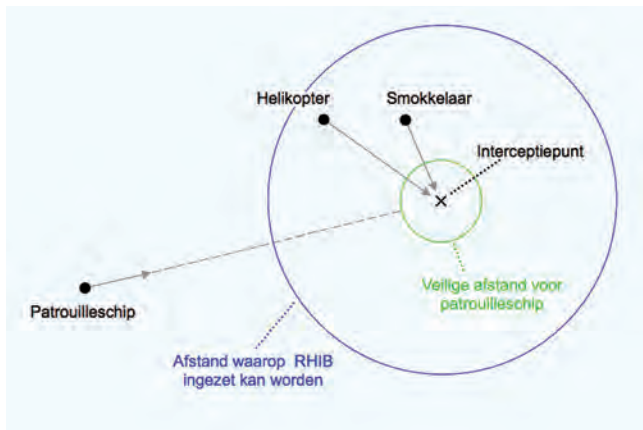 Helikopter
Smokkelaar
Interceptiepunt
Veilige afstand voor
patrouilleschip
Patrouilleschip
Afstand waarop RHIB
ingezet kan worden